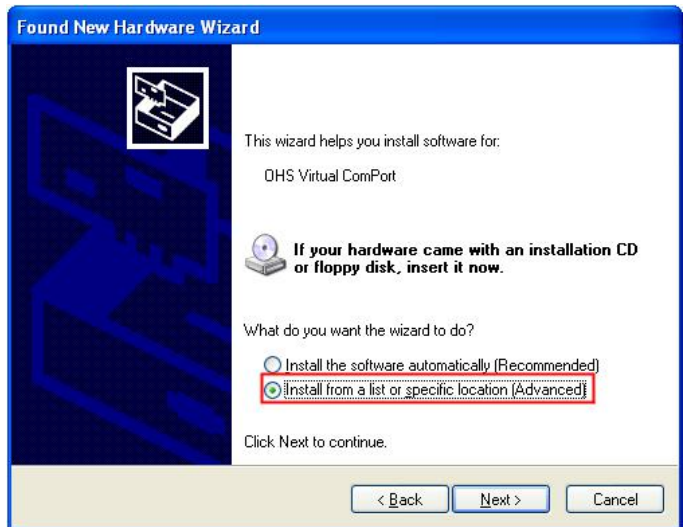 Found New Hardware Wizard
This wizard helps you install software for:
OHS Virtual ComPort
If your hardware came with an installation CD
or floppy disk, insert it now.
What do you want the wizard to do?
Install the software automatically (Recommended)
Install from a list or specific location (Advanced)
Click Next to continue.
< Back
Next >
Cancel